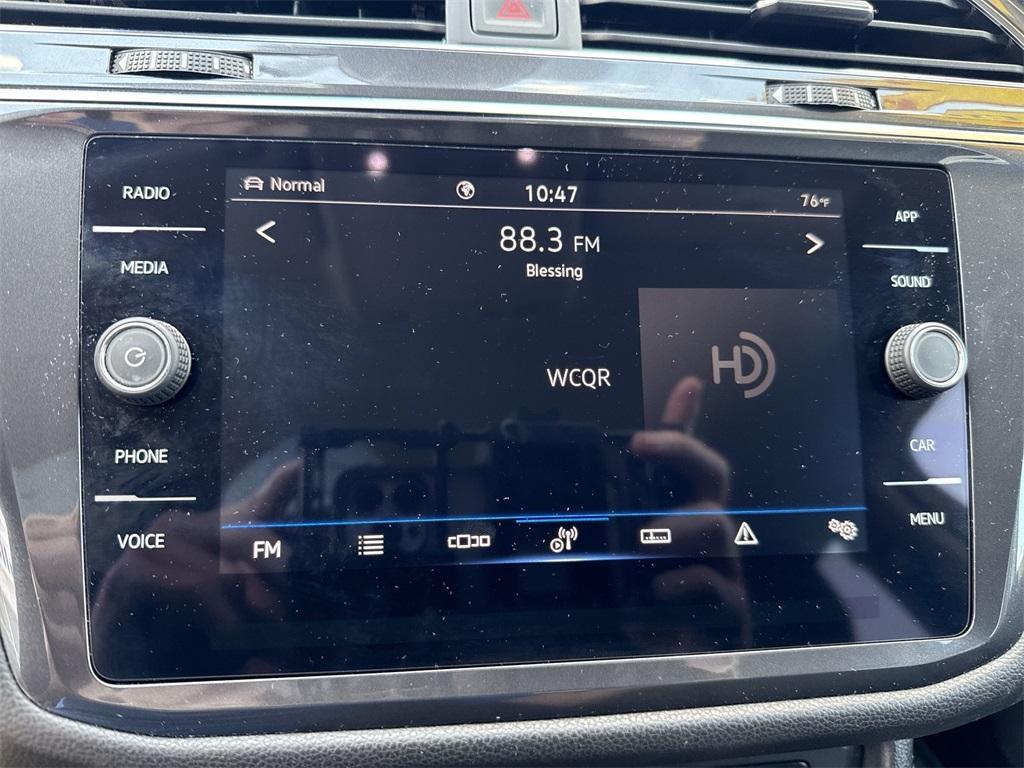 RADIO
MEDIA
PHONE
VOICE
Normal 10:47 76°F
88.3 FM
Blessing
WCQR
HD
FM
APP
SOUND
CAR
MENU